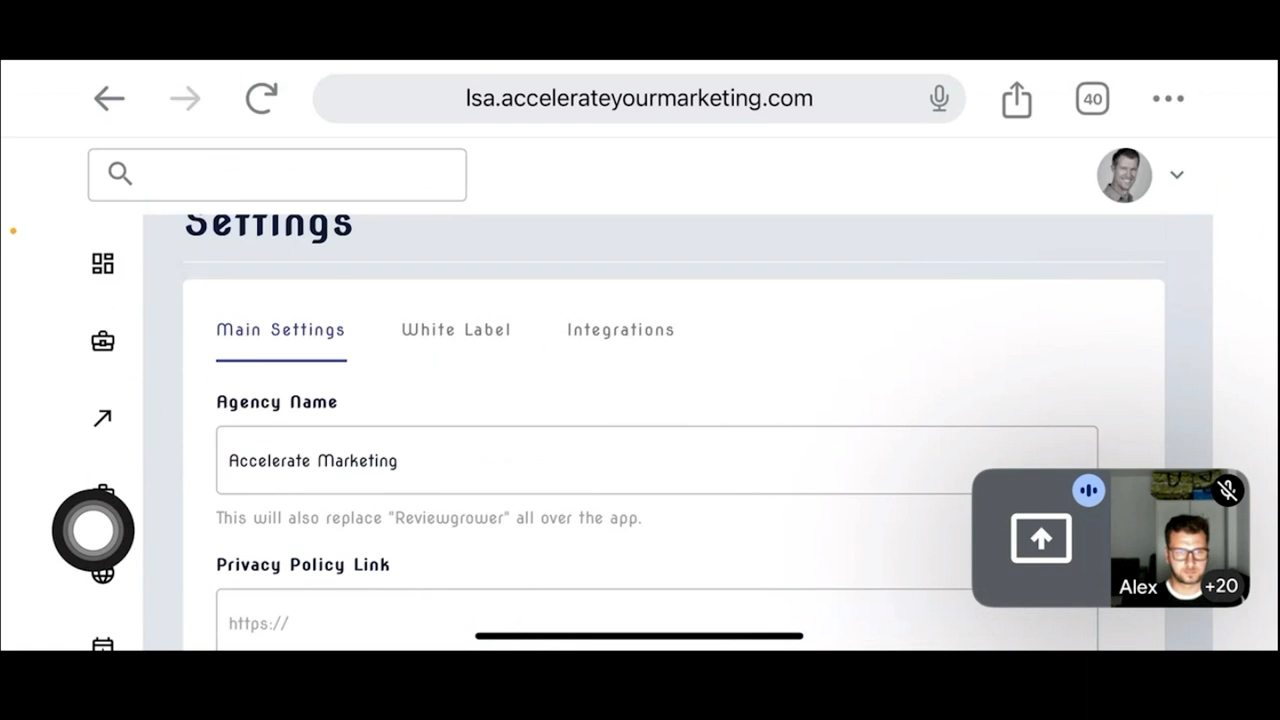 lsa.accelerateyourmarketing.com
40
Settings
Main Settings White Label Integrations
Agency Name
Accelerate Marketing
This will also replace "Reviewgrower" all over the app.
Privacy Policy Link
https://
Alex +20